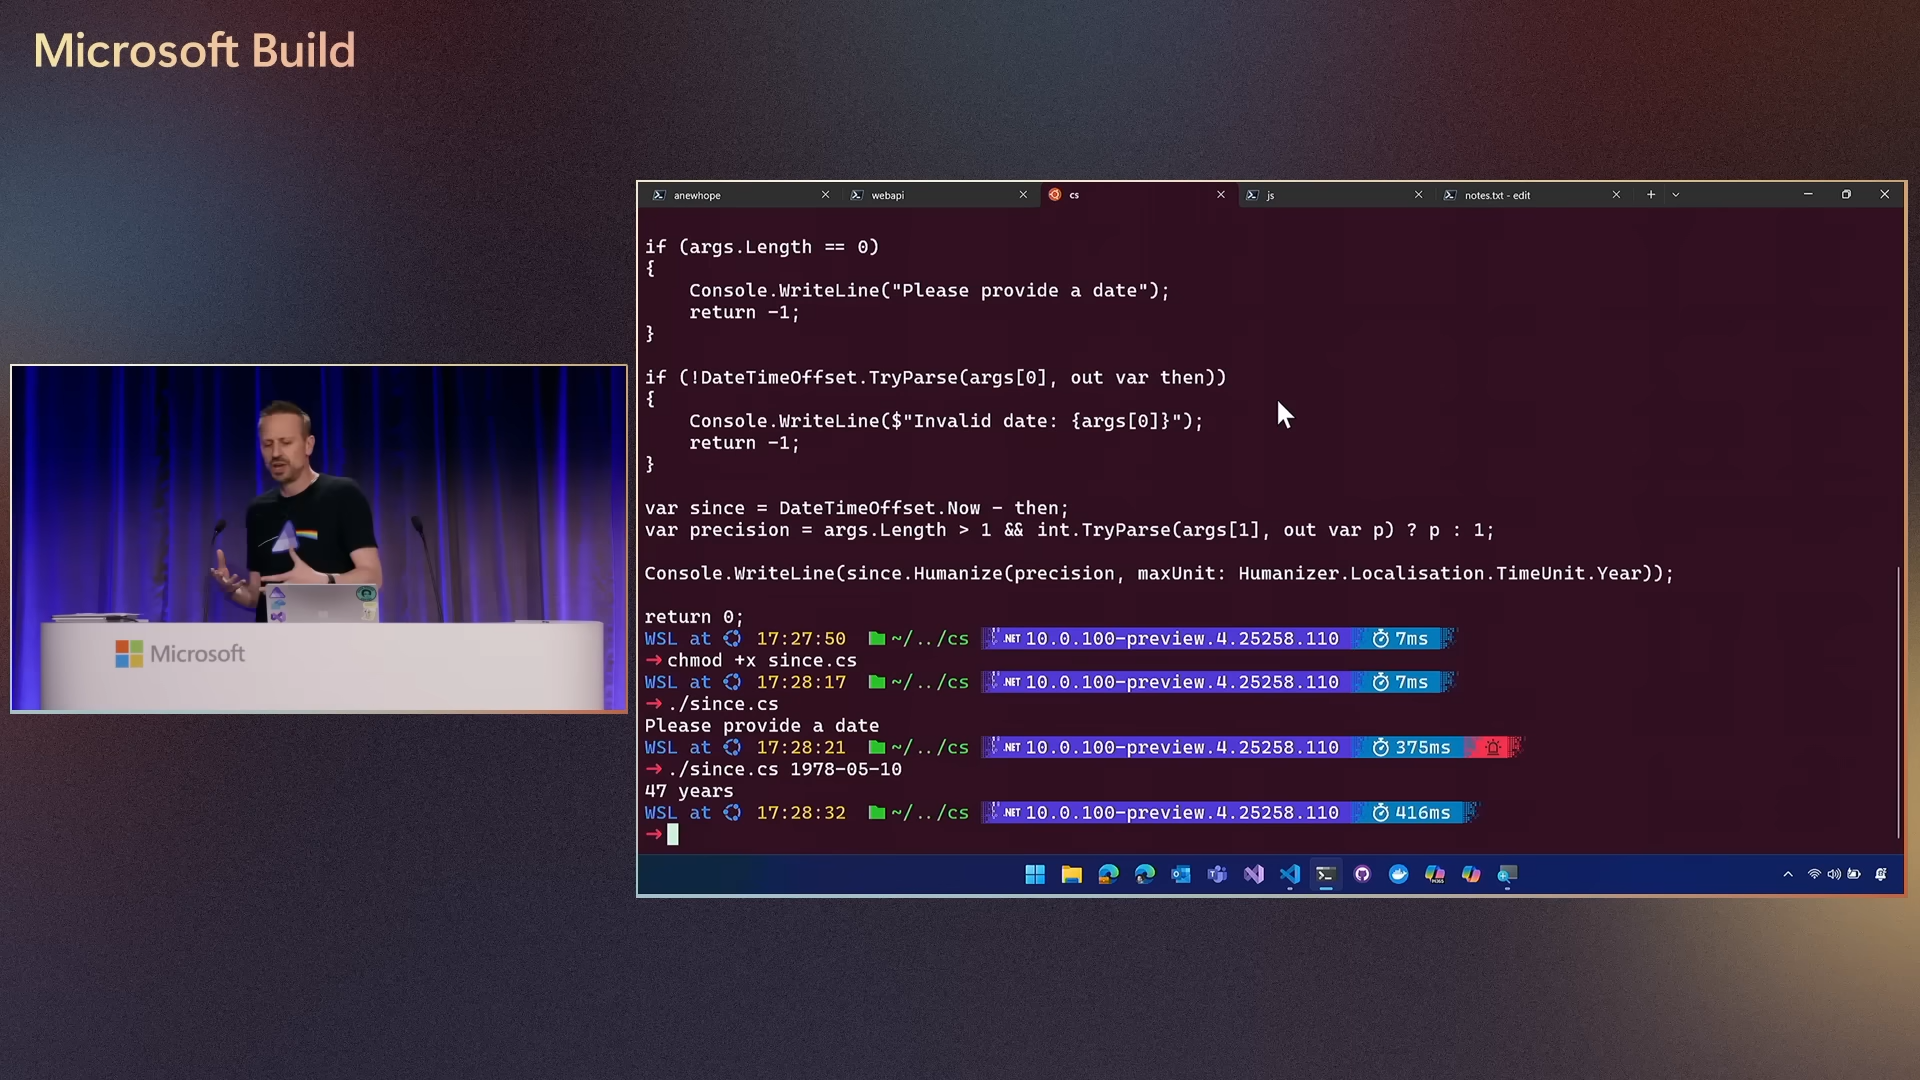 Microsoft Build
anewhope
webapi
cs
js
notes.txt - edit
if (args.Length == 0)
{
    Console.WriteLine("Please provide a date");
    return -1;
}
if (!DateTimeOffset.TryParse(args[0], out var then))
{
    Console.WriteLine($"Invalid date: {args[0]}");
    return -1;
}
var since = DateTimeOffset.Now - then;
var precision = args.Length > 1 && int.TryParse(args[1], out var p) ? p : 1;
Console.WriteLine(since.Humanize(precision, maxUnit: Humanizer.Localisation.TimeUnit.Year));
return 0;
WSL at 17:27:50 ~/../cs .NET 10.0.100-preview.4.25258.110 7ms
→chmod +x since.cs
WSL at 17:28:17 ~/../cs .NET 10.0.100-preview.4.25258.110 7ms
→./since.cs
Please provide a date
WSL at 17:28:21 ~/../cs .NET 10.0.100-preview.4.25258.110 375ms
→./since.cs 1978-05-10
47 years
WSL at 17:28:32 ~/../cs .NET 10.0.100-preview.4.25258.110 416ms
→
Microsoft